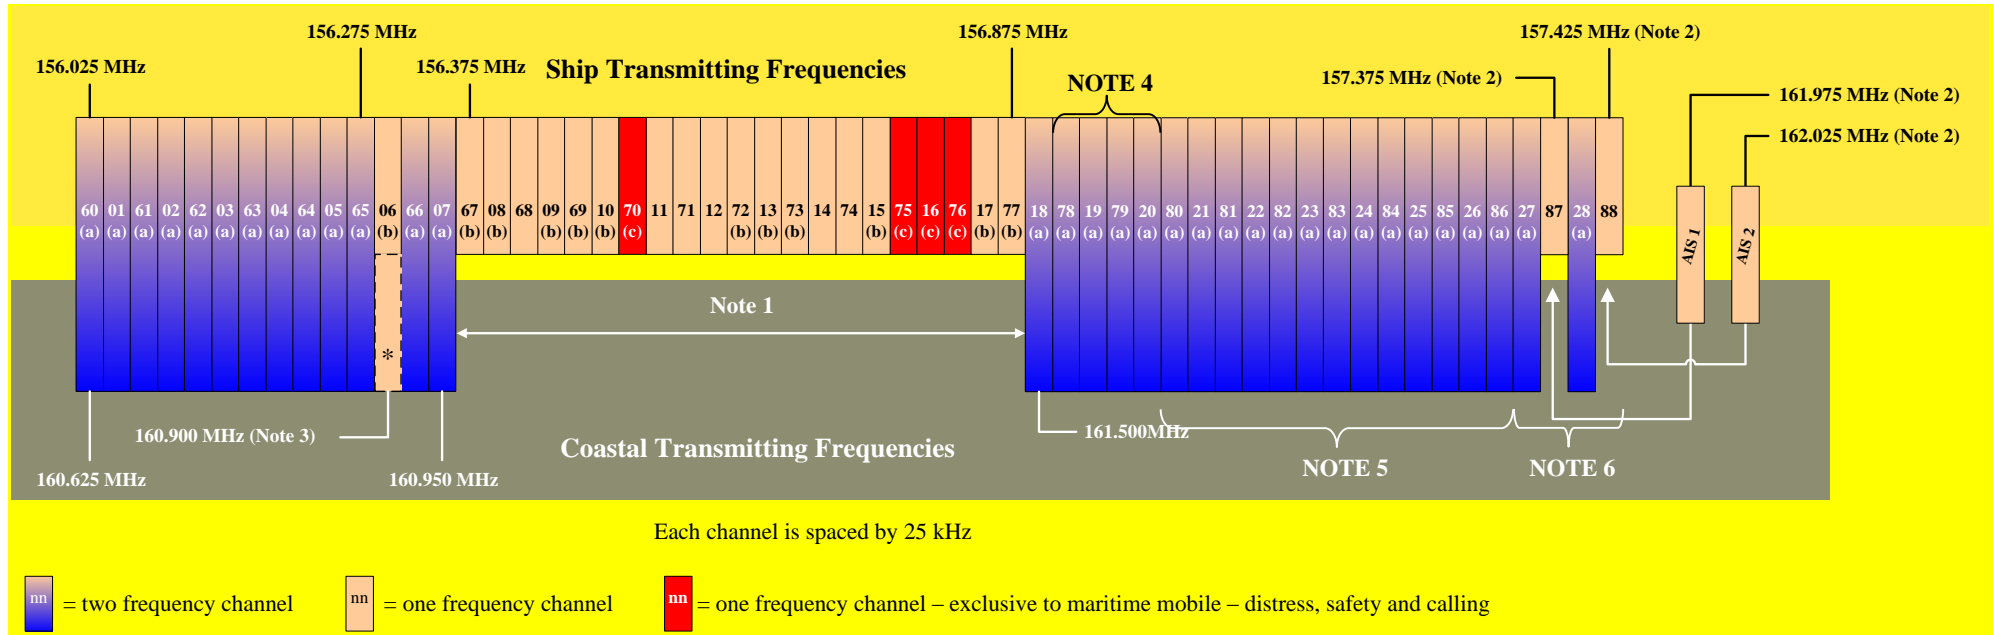 156.275 MHz
156.875 MHz
157.425 MHz (Note 2)
156.025 MHz
156.375 MHz
Ship Transmitting Frequencies
NOTE 4
157.375 MHz (Note 2)
161.975 MHz (Note 2)
162.025 MHz (Note 2)
60 01 61 02 62 03 63 04 64 05 65 06 66 07 67 08 68 09 69 10 70 11 71 12 72 13 73 14 74 15 75 16 76 17 77 18 78 19 79 20 80 21 81 22 82 23 83 24 84 25 85 26 86 27 87 28 88
(a) (a) (a) (a) (a) (a) (a) (a) (a) (a) (a) (b) (a) (a) (b) (b) (b) (b) (b) (c) (b) (b) (b) (b) (c) (c) (c) (b) (b) (a) (a) (a) (a) (a) (a) (a) (a) (a) (a) (a) (a) (a) (a) (a) (a) (a) (a) (a) (a)
AIS 1
AIS 2
Note 1
*
160.900 MHz (Note 3)
161.500MHz
Coastal Transmitting Frequencies
NOTE 5
NOTE 6
160.625 MHz
160.950 MHz
Each channel is spaced by 25 kHz
nn = two frequency channel
nn = one frequency channel
nn = one frequency channel – exclusive to maritime mobile – distress, safety and calling